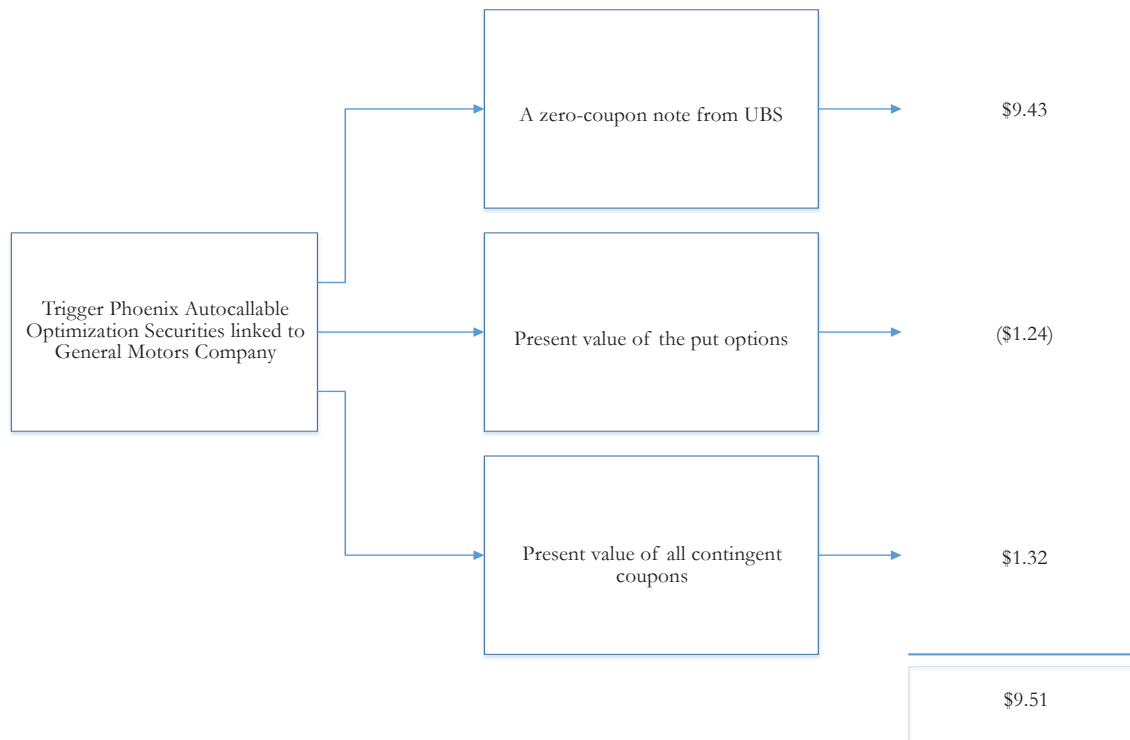 A zero-coupon note from UBS
$9.43
Trigger Phoenix Autocallable
Optimization Securities linked to
General Motors Company
Present value of the put options
($1.24)
Present value of all contingent
coupons
$1.32
$9.51